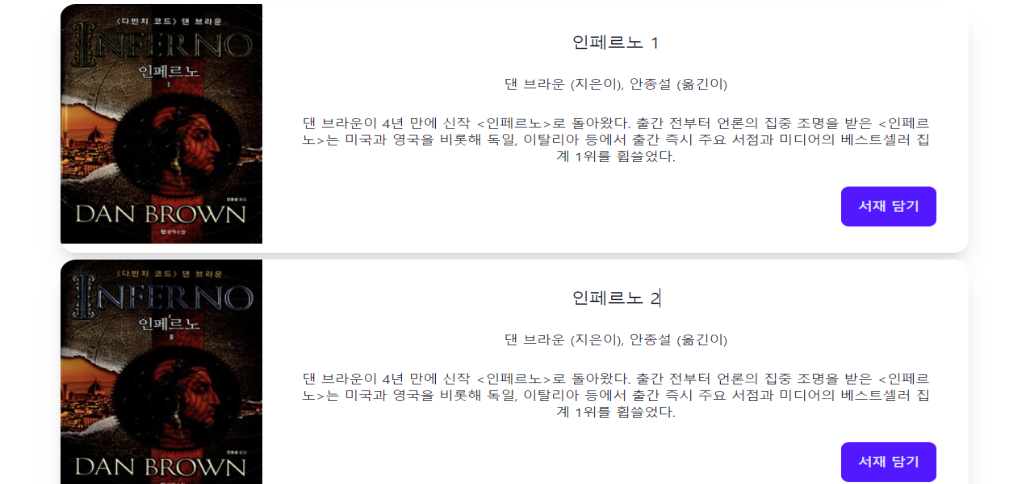 《다빈치 코드》 댄 브라운
INFERNO
인페르노
I
DAN BROWN
문학수첩
인페르노 1
댄 브라운 (지은이), 안종설 (옮긴이)
댄 브라운이 4년 만에 신작 <인페르노>로 돌아왔다. 출간 전부터 언론의 집중 조명을 받은 <인페르
노>는 미국과 영국을 비롯해 독일, 이탈리아 등에서 출간 즉시 주요 서점과 미디어의 베스트셀러 집
계 1위를 휩쓸었다.
서재 담기
《다빈치 코드》 댄 브라운
INFERNO
인페르노
II
DAN BROWN
인페르노 2
댄 브라운 (지은이), 안종설 (옮긴이)
댄 브라운이 4년 만에 신작 <인페르노>로 돌아왔다. 출간 전부터 언론의 집중 조명을 받은 <인페르
노>는 미국과 영국을 비롯해 독일, 이탈리아 등에서 출간 즉시 주요 서점과 미디어의 베스트셀러 집
계 1위를 휩쓸었다.
서재 담기